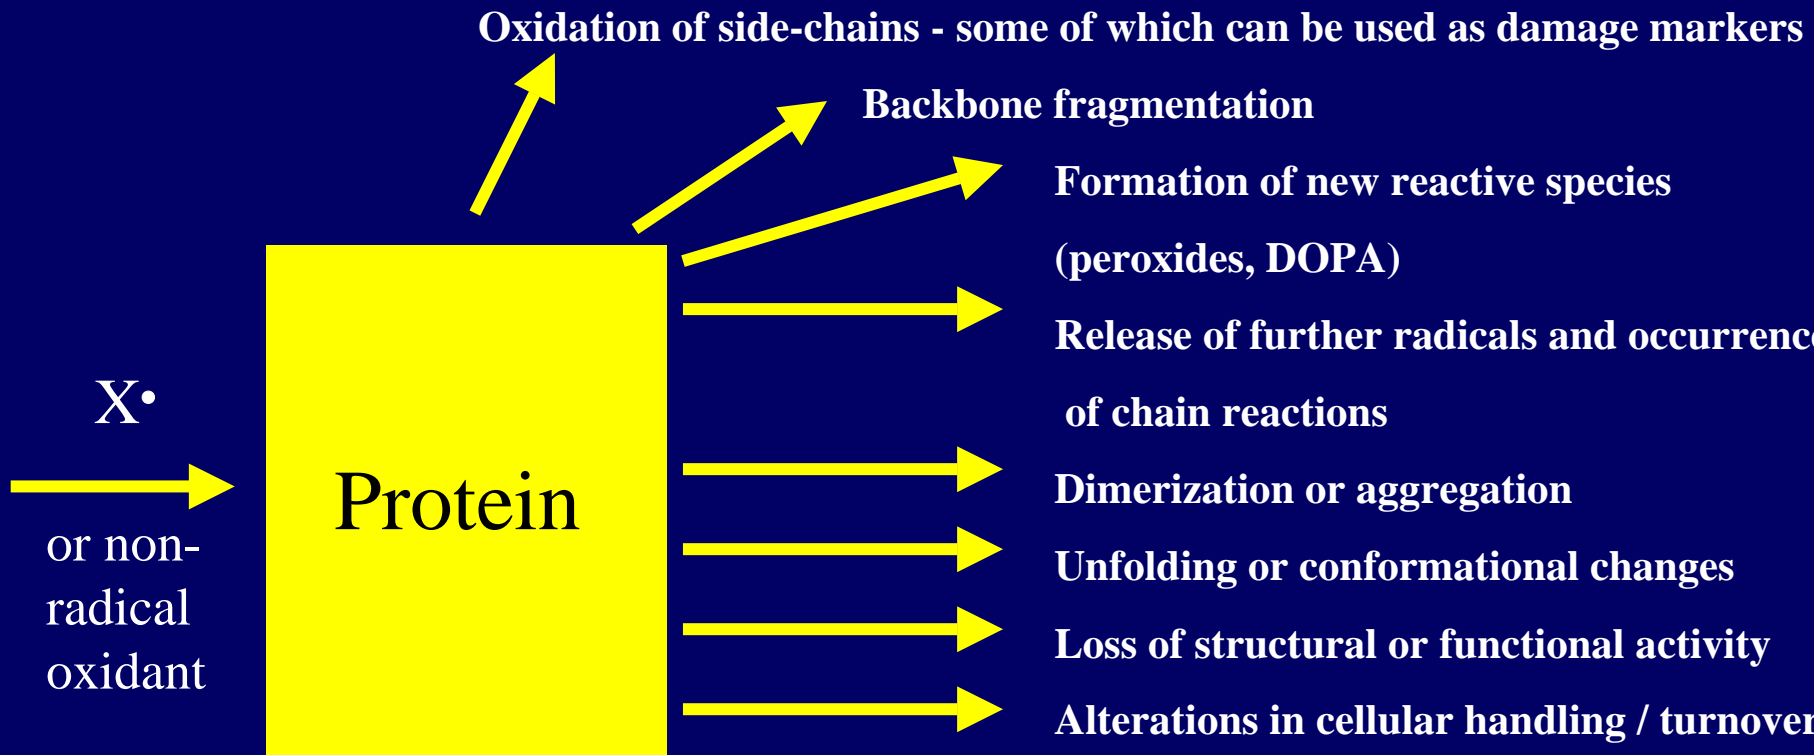 Oxidation of side-chains - some of which can be used as damage markers
Backbone fragmentation
Formation of new reactive species
(peroxides, DOPA)
Release of further radicals and occurrence
of chain reactions
X•
Protein
or non-
radical
oxidant
Dimerization or aggregation
Unfolding or conformational changes
Loss of structural or functional activity
Alterations in cellular handling / turnover